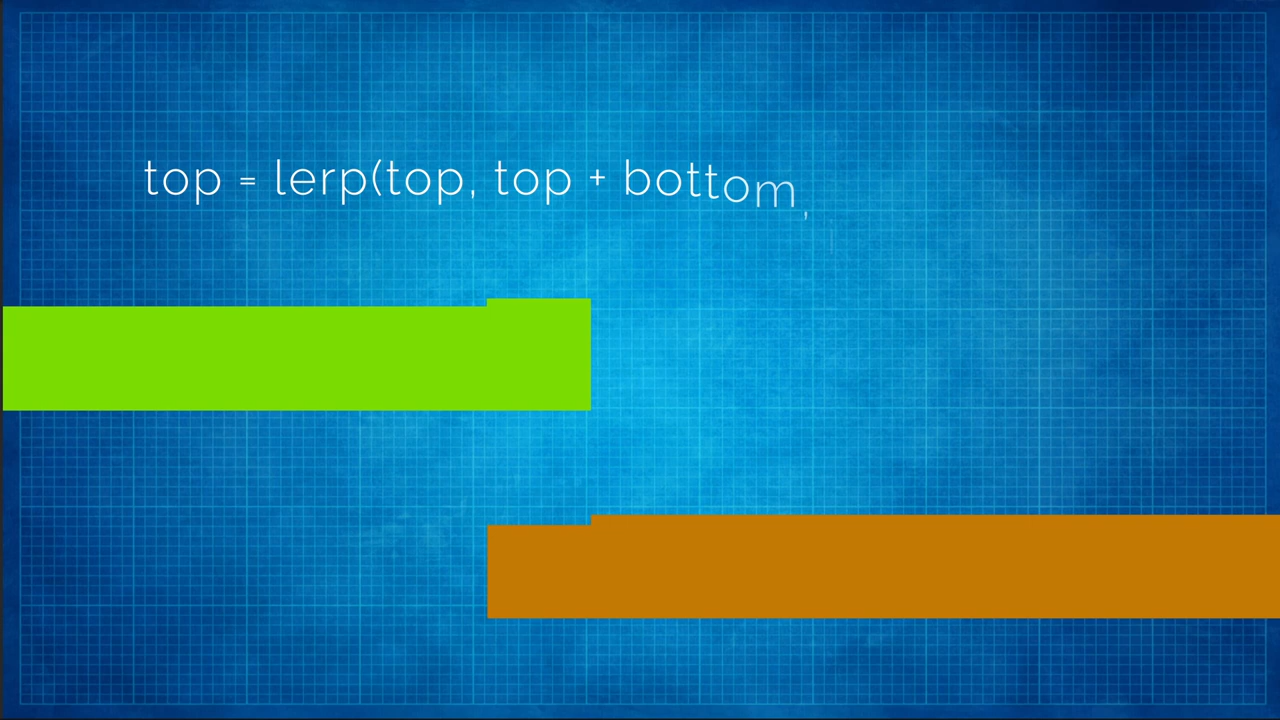 top = lerp(top, top + bottom,